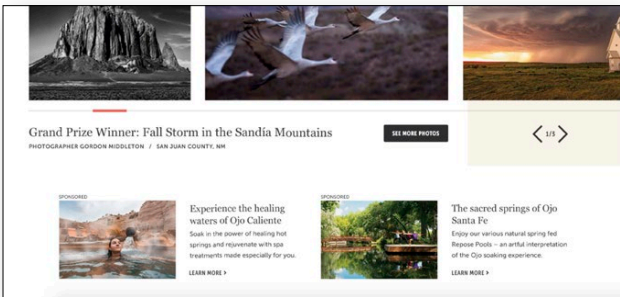 Grand Prize Winner: Fall Storm in the Sandía Mountains
PHOTOGRAPHER GORDON MIDDLETON / SAN JUAN COUNTY, NM
SEE MORE PHOTOS
1/5
SPONSORED
Experience the healing
waters of Ojo Caliente
Soak in the power of healing hot
springs and rejuvenate with spa
treatments made especially for you.
LEARN MORE >
SPONSORED
The sacred springs of Ojo
Santa Fe
Enjoy our various natural spring fed
Repose Pools – an artful interpretation
of the Ojo soaking experience.
LEARN MORE >